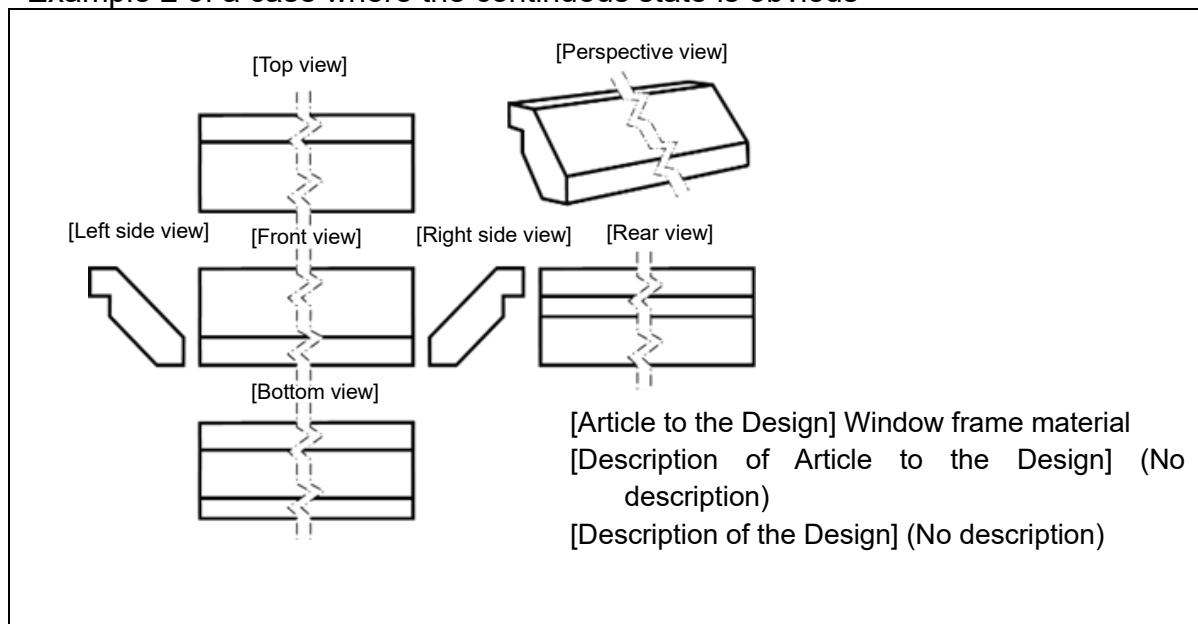 Example 2 of a case where the continuous state is obvious
[Top view]
[Perspective view]
[Left side view]
[Front view]
[Right side view]
[Rear view]
[Bottom view]
[Article to the Design] Window frame material
[Description of Article to the Design] (No
description)
[Description of the Design] (No description)